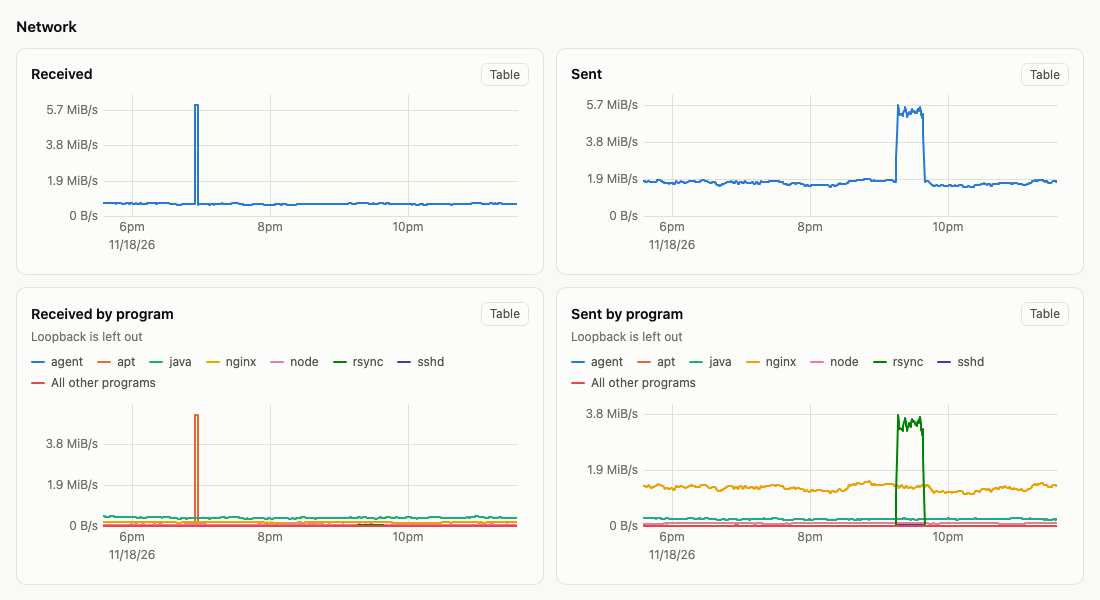 Network
Received
Table
5.7 MiB/s
3.8 MiB/s
1.9 MiB/s
0 B/s
6pm 8pm 10pm
11/18/26
Sent
Table
5.7 MiB/s
3.8 MiB/s
1.9 MiB/s
0 B/s
6pm 8pm 10pm
11/18/26
Received by program
Table
Loopback is left out
agent apt java nginx node rsync sshd
All other programs
3.8 MiB/s
1.9 MiB/s
0 B/s
6pm 8pm 10pm
11/18/26
Sent by program
Table
Loopback is left out
agent apt java nginx node rsync sshd
All other programs
3.8 MiB/s
1.9 MiB/s
0 B/s
6pm 8pm 10pm
11/18/26